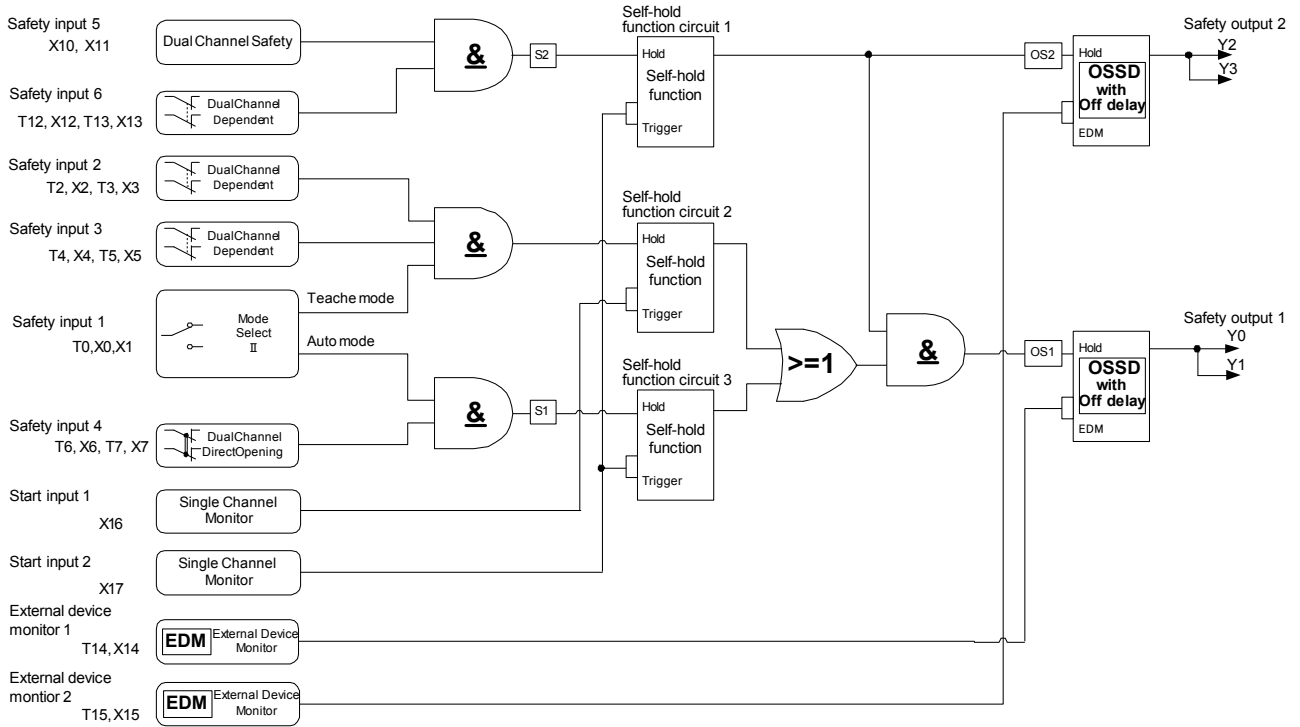 Safety input 5
X10, X11
Dual Channel Safety
&
S2
Self-hold
function circuit 1
Hold
Self-hold
function
Trigger
OS2
Hold
OSSD
with
Off delay
EDM
Safety output 2
Y2
Y3
Safety input 6
T12, X12, T13, X13
DualChannel
Dependent
Safety input 2
T2, X2, T3, X3
DualChannel
Dependent
&
Self-hold
function circuit 2
Hold
Self-hold
function
Trigger
Safety input 3
T4, X4, T5, X5
DualChannel
Dependent
Safety input 1
T0,X0,X1
Mode
Select
II
Teache mode
Auto mode
>=1
&
OS1
Hold
OSSD
with
Off delay
EDM
Safety output 1
Y0
Y1
&
S1
Self-hold
function circuit 3
Hold
Self-hold
function
Trigger
Safety input 4
T6, X6, T7, X7
DualChannel
DirectOpening
Start input 1
X16
Single Channel
Monitor
Start input 2
X17
Single Channel
Monitor
External device
monitor 1
T14,X14
EDM
External Device
Monitor
External device
montior 2
T15,X15
EDM
External Device
Monitor